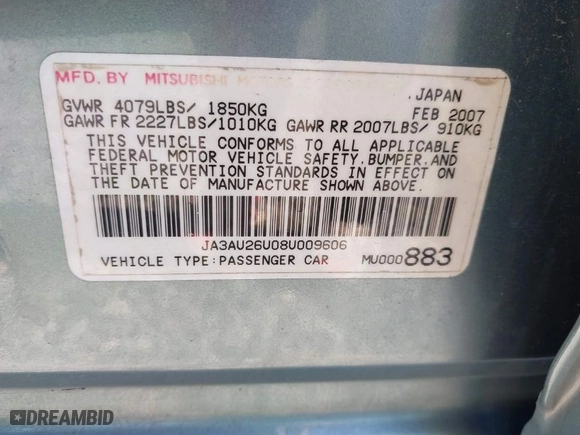 MFD. BY MITSUBISHI
JAPAN
GVWR 4079LBS/ 1850KG FEB 2007
GAWR FR 2227LBS/1010KG GAWR RR 2007LBS/ 910KG
THIS VEHICLE CONFORMS TO ALL APPLICABLE
FEDERAL MOTOR VEHICLE SAFETY,BUMPER,AND
THEFT PREVENTION STANDARDS IN EFFECT ON
THE DATE OF MANUFACTURE SHOWN ABOVE.
JA3AU26U08U009606
VEHICLE TYPE:PASSENGER CAR MU000883
DREAMBID